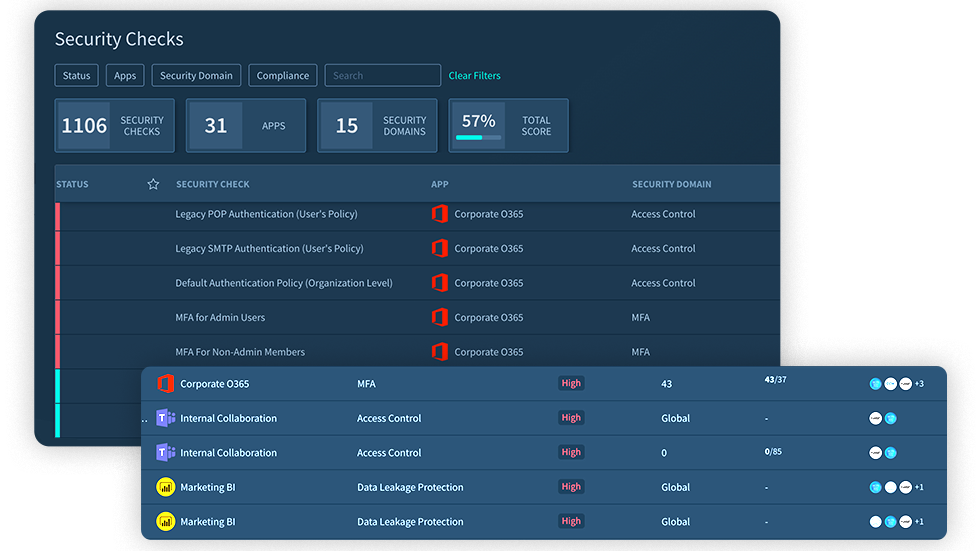 Security Checks
Status Apps Security Domain Compliance Search Clear Filters
1106 SECURITY CHECKS 31 APPS 15 SECURITY DOMAINS 57% TOTAL SCORE
STATUS SECURITY CHECK APP SECURITY DOMAIN
Legacy POP Authentication (User's Policy) Corporate O365 Access Control
Legacy SMTP Authentication (User's Policy) Corporate O365 Access Control
Default Authentication Policy (Organization Level) Corporate O365 Access Control
MFA for Admin Users Corporate O365 MFA
MFA For Non-Admin Members Corporate O365 MFA
Corporate O365 MFA High 43 43/37 +3
.. T Internal Collaboration Access Control High Global -
T Internal Collaboration Access Control High 0 0/85
Marketing BI Data Leakage Protection High Global - +1
Marketing BI Data Leakage Protection High Global - +1